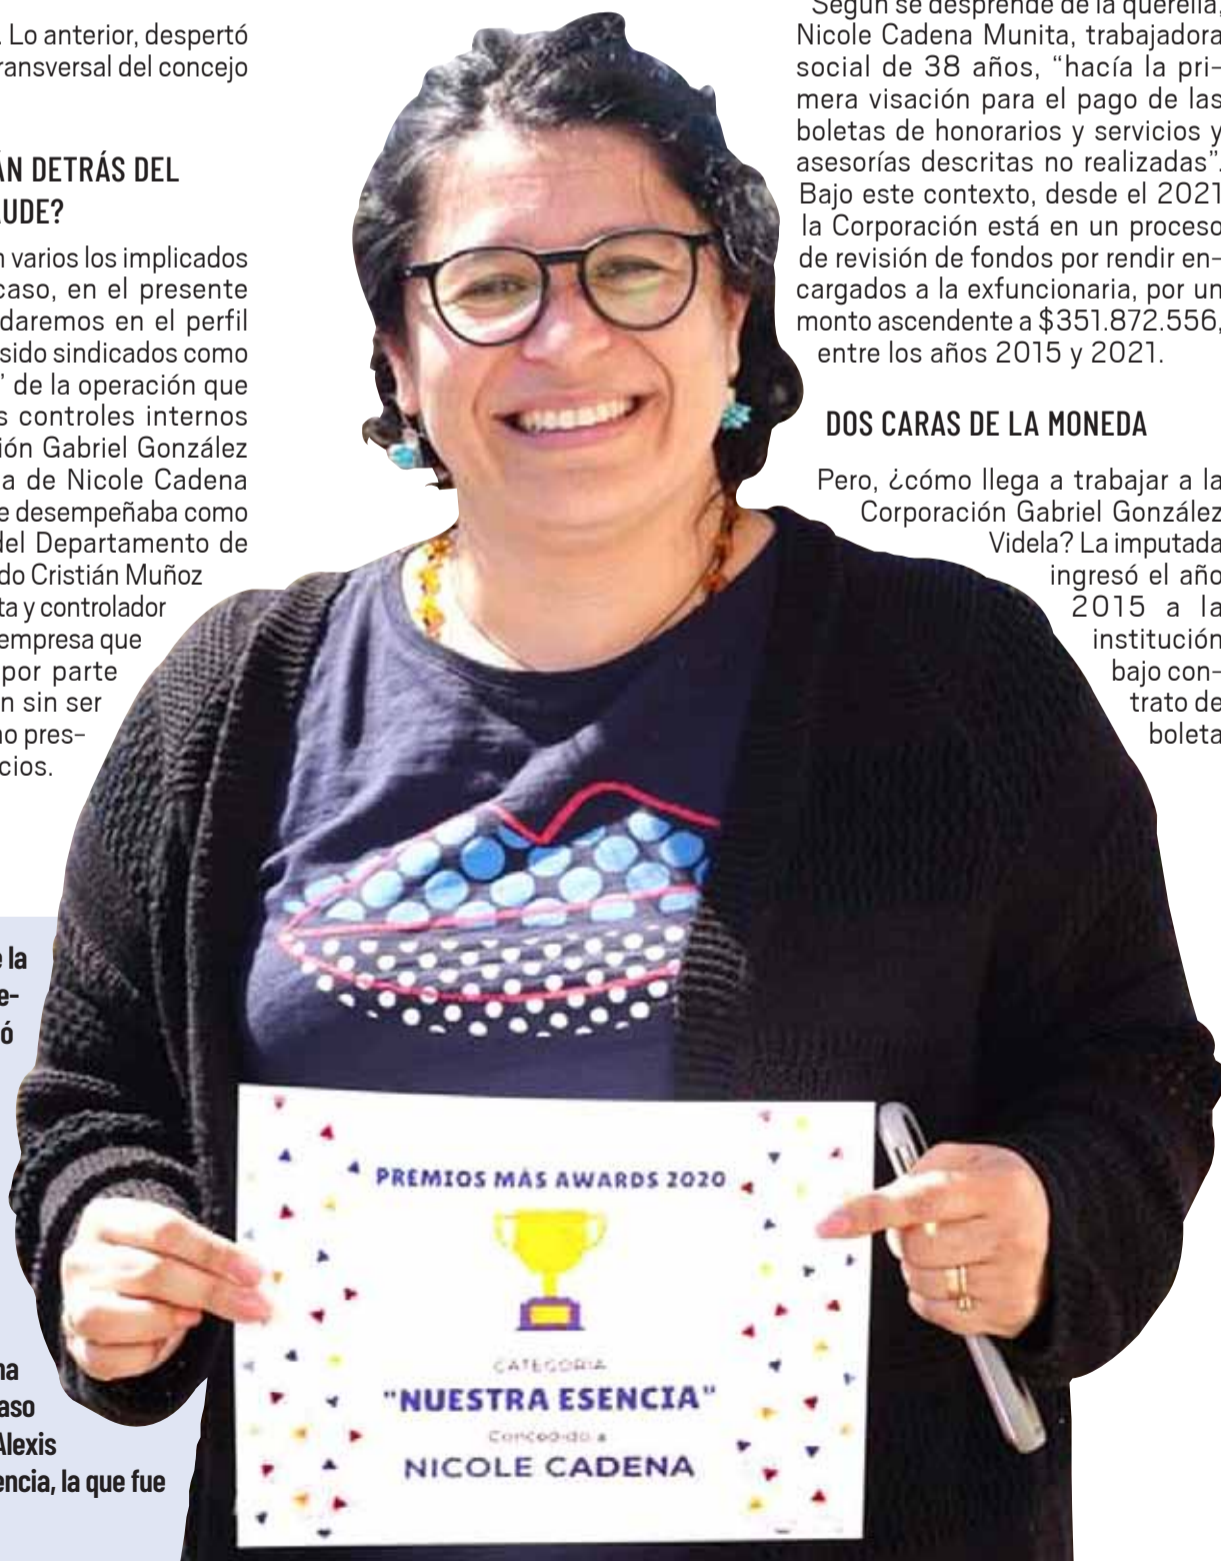 . Lo anterior, despertó
ransversal del concejo
ÁN DETRÁS DEL
UDE?
n varios los implicados
caso, en el presente
daremos en el perfil
sido sindicados como
” de la operación que
s controles internos
ión Gabriel González
a de Nicole Cadena
e desempeñaba como
del Departamento de
do Cristián Muñoz
ta y controlador
empresa que
por parte
n sin ser
no pres-
cios.
e la
e-
ó
na
aso
Alexis
encia, la que fue
Según se desprende de la querella,
Nicole Cadena Munita, trabajadora
social de 38 años, “hacía la pri-
mera visación para el pago de las
boletas de honorarios y servicios y
asesorías descritas no realizadas”.
Bajo este contexto, desde el 2021
la Corporación está en un proceso
de revisión de fondos por rendir en-
cargados a la exfuncionaria, por un
monto ascendente a $351.872.556,
entre los años 2015 y 2021.
DOS CARAS DE LA MONEDA
Pero, ¿cómo llega a trabajar a la
Corporación Gabriel González
Videla? La imputada
ingresó el año
2015 a la
institución
bajo con-
trato de
boleta
PREMIOS MÁS AWARDS 2020
CATEGORIA
"NUESTRA ESENCIA"
Concedido a
NICOLE CADENA